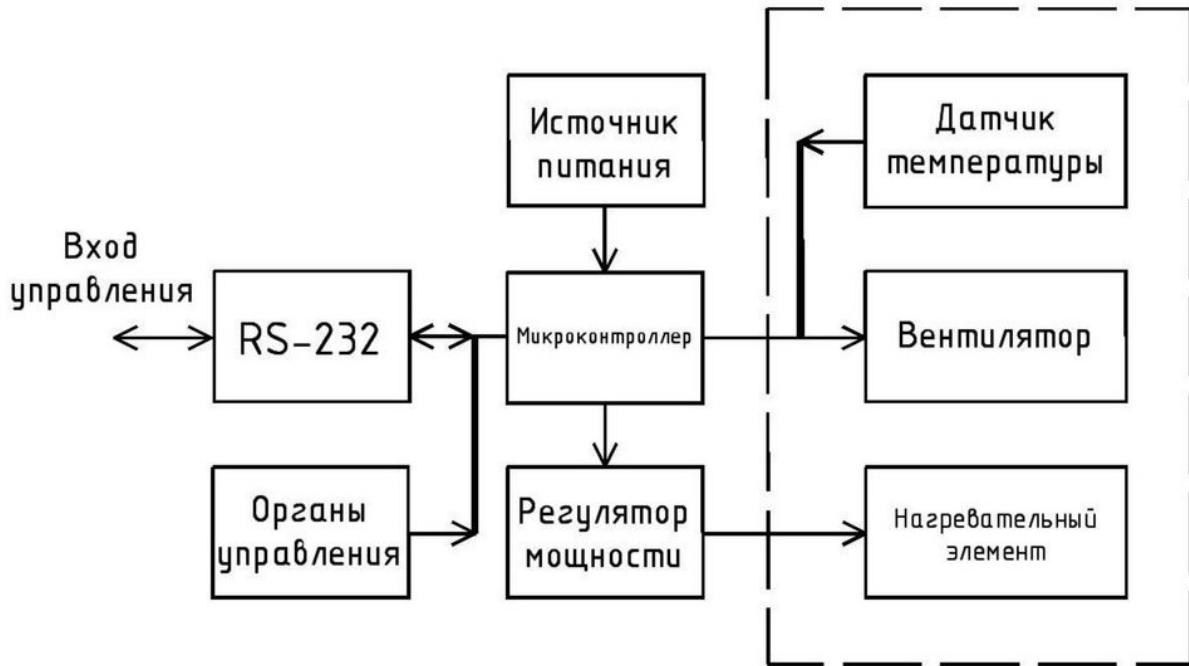 Источник
питания
Датчик
температуры
Вход
управления
RS-232
Микроконтроллер
Вентилятор
Органы
управления
Регулятор
мощности
Нагревательный
элемент